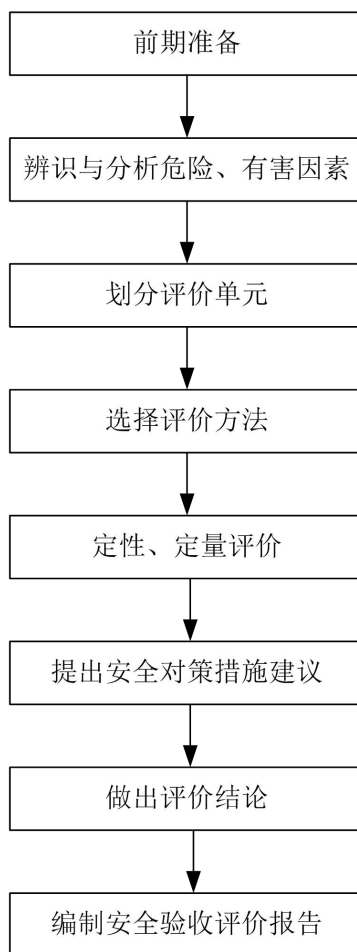 前期准备
辨识与分析危险、有害因素
划分评价单元
选择评价方法
定性、定量评价
提出安全对策措施建议
做出评价结论
编制安全验收评价报告